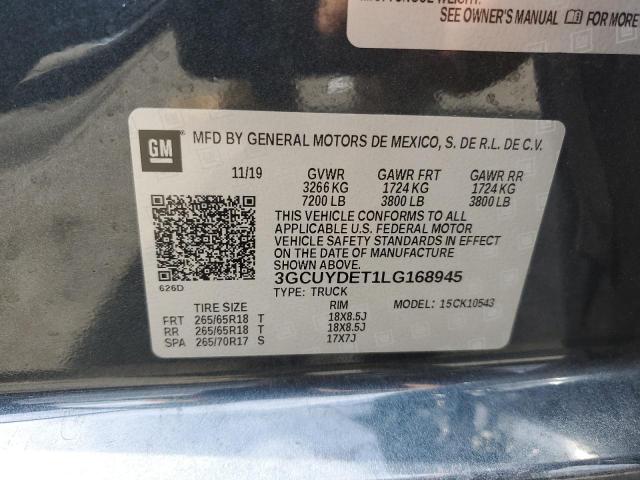 SEE OWNER'S MANUAL FOR MORE
GM
MFD BY GENERAL MOTORS DE MEXICO, S. DE R.L. DE C.V.
11/19 GVWR GAWR FRT GAWR RR
3266 KG 1724 KG 1724 KG
7200 LB 3800 LB 3800 LB
THIS VEHICLE CONFORMS TO ALL
APPLICABLE U.S. FEDERAL MOTOR
VEHICLE SAFETY STANDARDS IN EFFECT
ON THE DATE OF MANUFACTURE
SHOWN ABOVE.
626D 3GCUYDET1LG168945
TYPE: TRUCK
TIRE SIZE RIM MODEL: 15CK10543
FRT 265/65R18 T 18X8.5J
RR 265/65R18 T 18X8.5J
SPA 265/70R17 S 17X7J